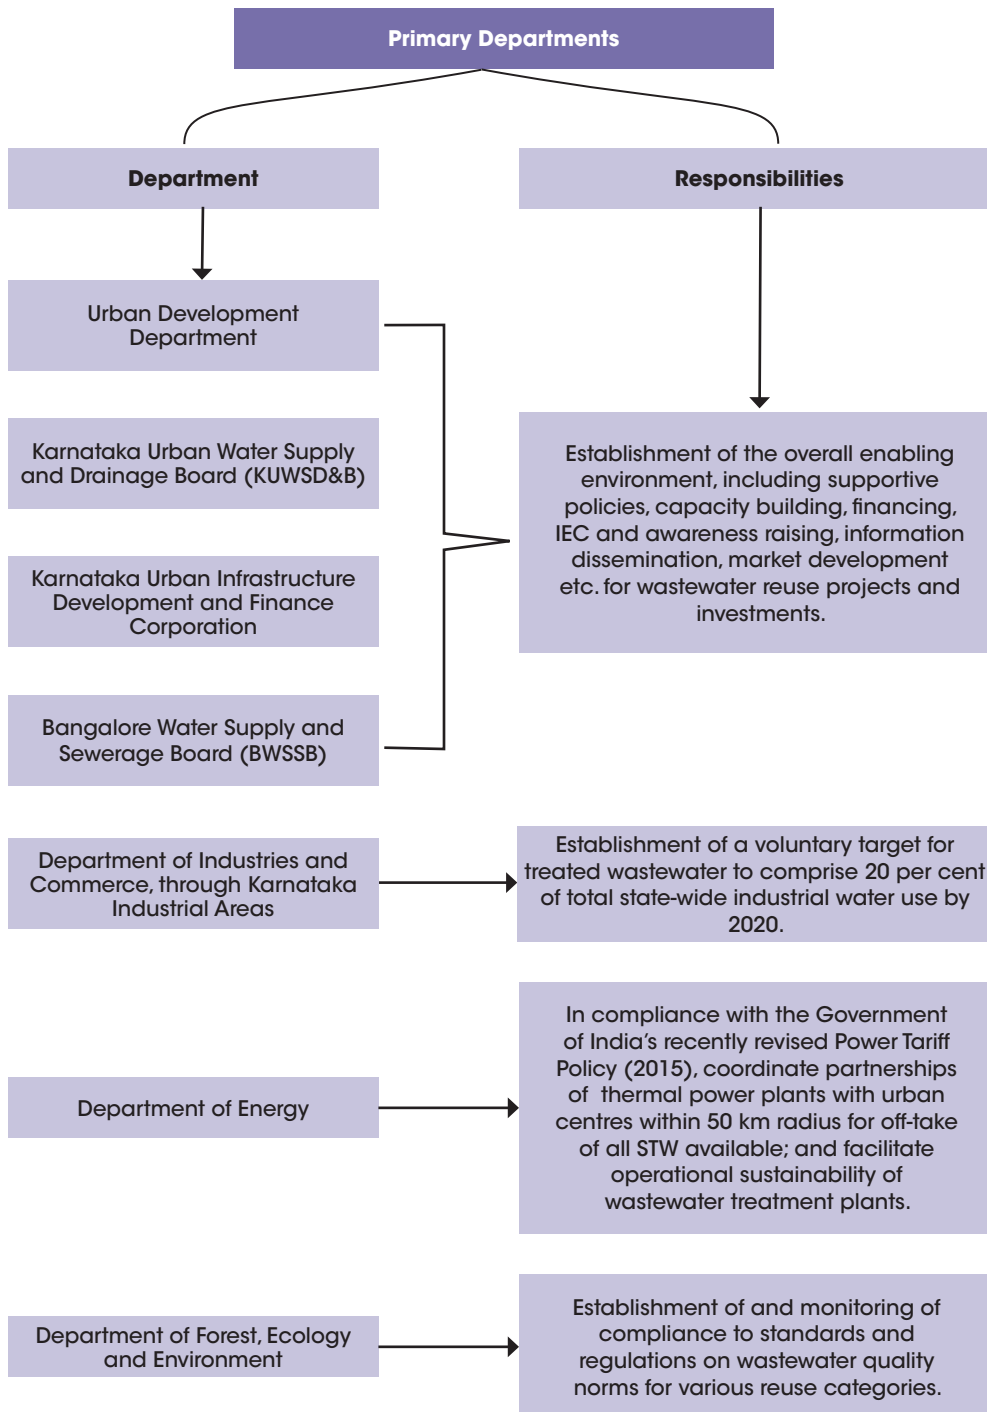 Primary Departments
Department
Responsibilities
Urban Development
Department
Karnataka Urban Water Supply
and Drainage Board (KUWSD&B)
Karnataka Urban Infrastructure
Development and Finance
Corporation
Bangalore Water Supply and
Sewerage Board (BWSSB)
Establishment of the overall enabling
environment, including supportive
policies, capacity building, financing,
IEC and awareness raising, information
dissemination, market development
etc. for wastewater reuse projects and
investments.
Department of Industries and
Commerce, through Karnataka
Industrial Areas
Establishment of a voluntary target for
treated wastewater to comprise 20 per cent
of total state-wide industrial water use by
2020.
Department of Energy
In compliance with the Government
of India’s recently revised Power Tariff
Policy (2015), coordinate partnerships
of thermal power plants with urban
centres within 50 km radius for off-take
of all STW available; and facilitate
operational sustainability of
wastewater treatment plants.
Department of Forest, Ecology
and Environment
Establishment of and monitoring of
compliance to standards and
regulations on wastewater quality
norms for various reuse categories.